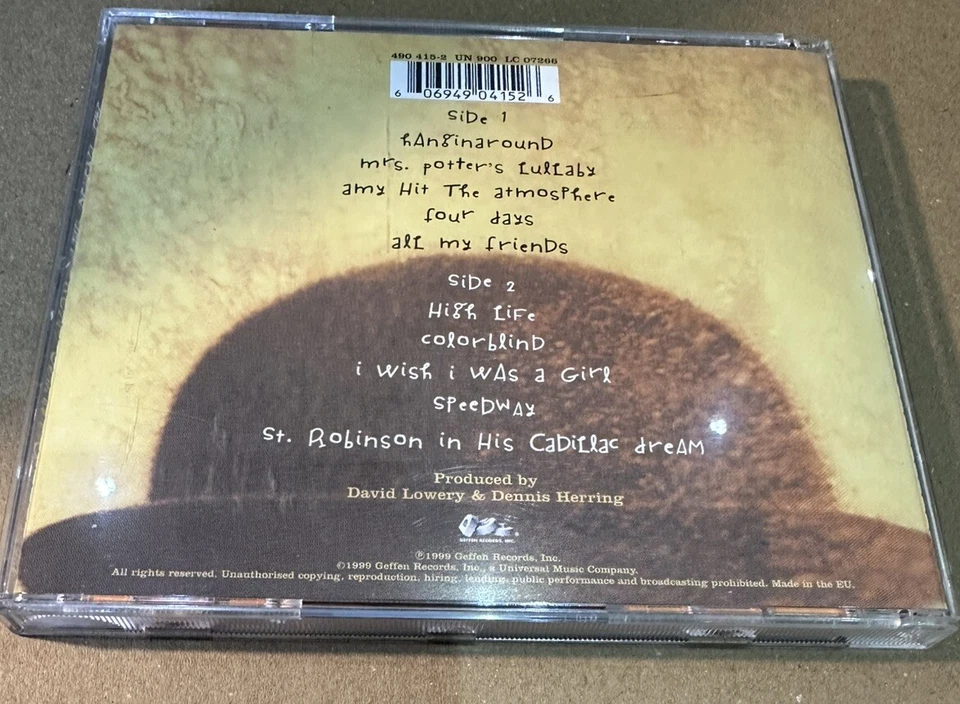 490 415-2 UN 900 LC 07266
6 06949 04152 6
SiDe 1
hAnginarounD
mrs. potter's LulLaby
amy Hit The atmosPhere
four days
alL my frienDs
SiDe 2
HigH LiFe
colorblinD
i wish i wAs a Girl
SPeeDwAy
St. Robinson in His CaDiLlac dreAM
Produced by
David Lowery & Dennis Herring
GEFFEN RECORDS, INC.
℗1999 Geffen Records, Inc.
©1999 Geffen Records, Inc., a Universal Music Company.
All rights reserved. Unauthorised copying, reproduction, hiring, lending, public performance and broadcasting prohibited. Made in the EU.